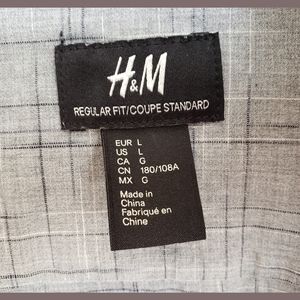 H&M
REGULAR FIT/COUPE STANDARD
EUR L
US L
CA G
CN 180/108A
MX G
Made in
China
Fabriqué en
Chine